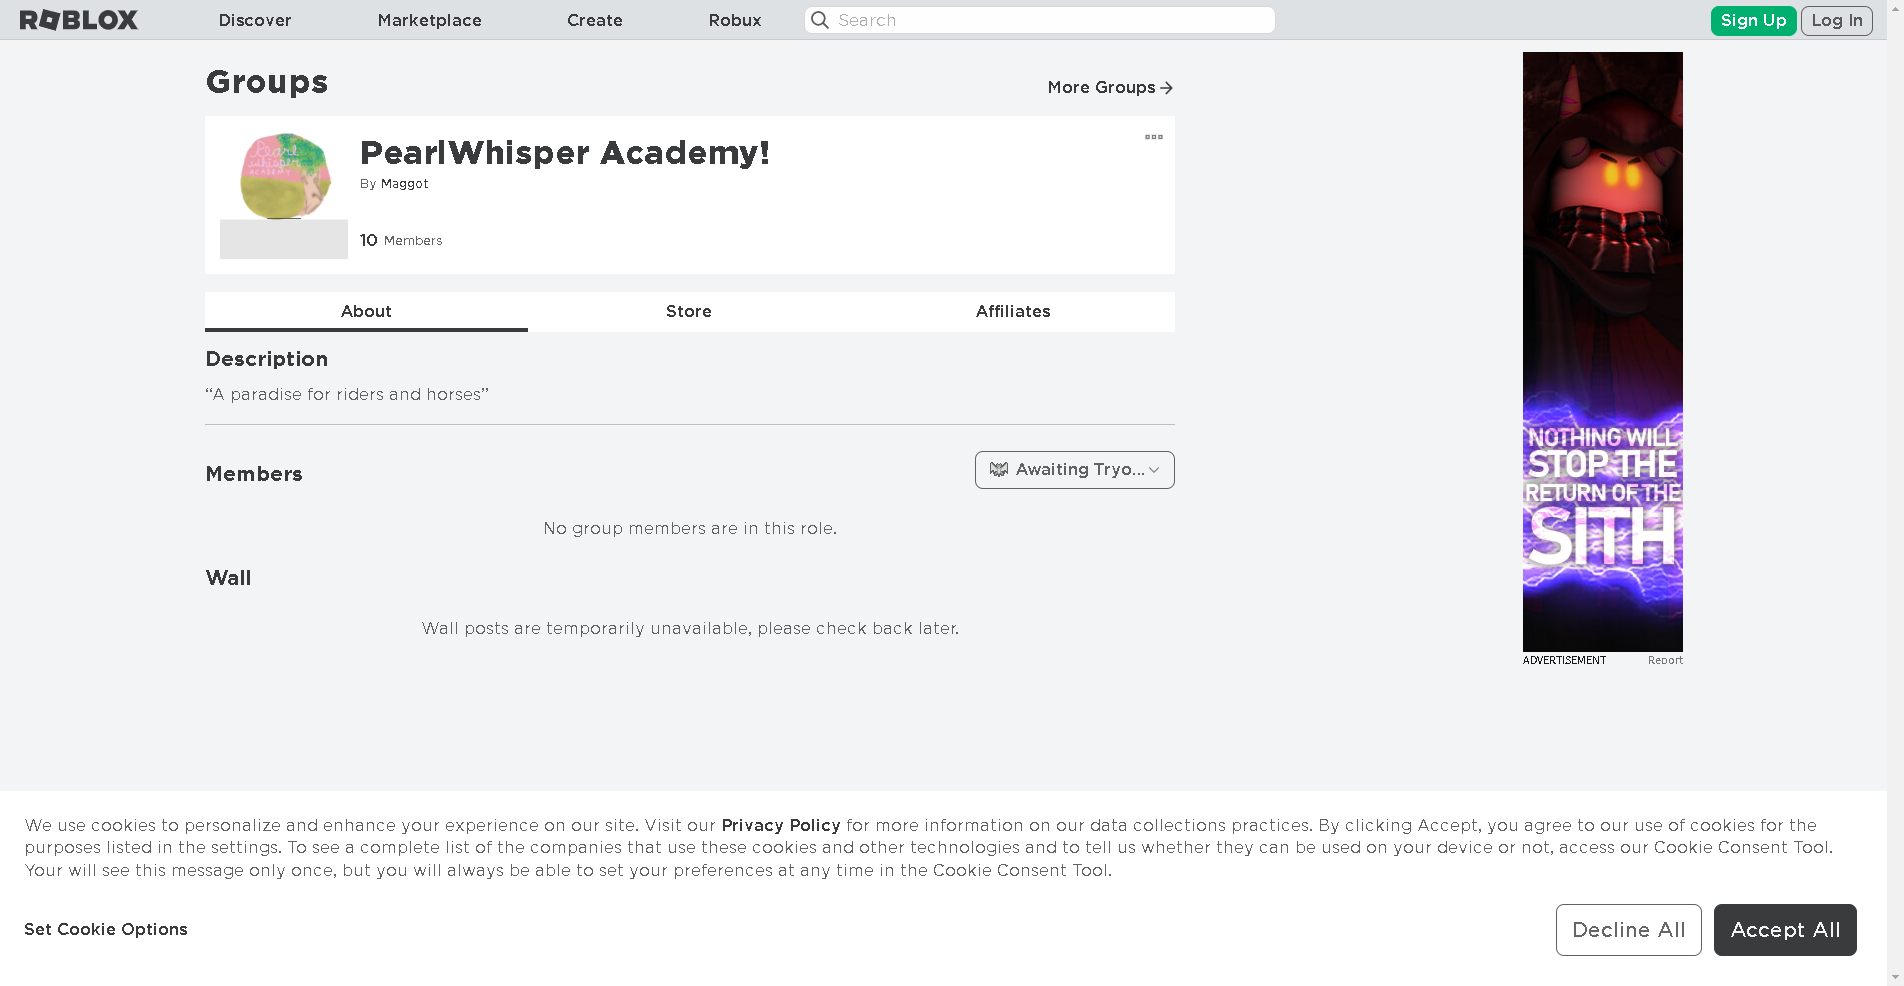 ROBLOX Discover Marketplace Create Robux Search Sign Up Log In
Groups
More Groups
Pearl
whisper
ACADEMY
PearlWhisper Academy!
By Maggot
10 Members
About Store Affiliates
Description
“A paradise for riders and horses”
Members
Awaiting Tryo...
No group members are in this role.
Wall
Wall posts are temporarily unavailable, please check back later.
NOTHING WILL
STOP THE
RETURN OF THE
SITH
ADVERTISEMENT Report
We use cookies to personalize and enhance your experience on our site. Visit our Privacy Policy for more information on our data collections practices. By clicking Accept, you agree to our use of cookies for the
purposes listed in the settings. To see a complete list of the companies that use these cookies and other technologies and to tell us whether they can be used on your device or not, access our Cookie Consent Tool.
Your will see this message only once, but you will always be able to set your preferences at any time in the Cookie Consent Tool.
Set Cookie Options
Decline All
Accept All